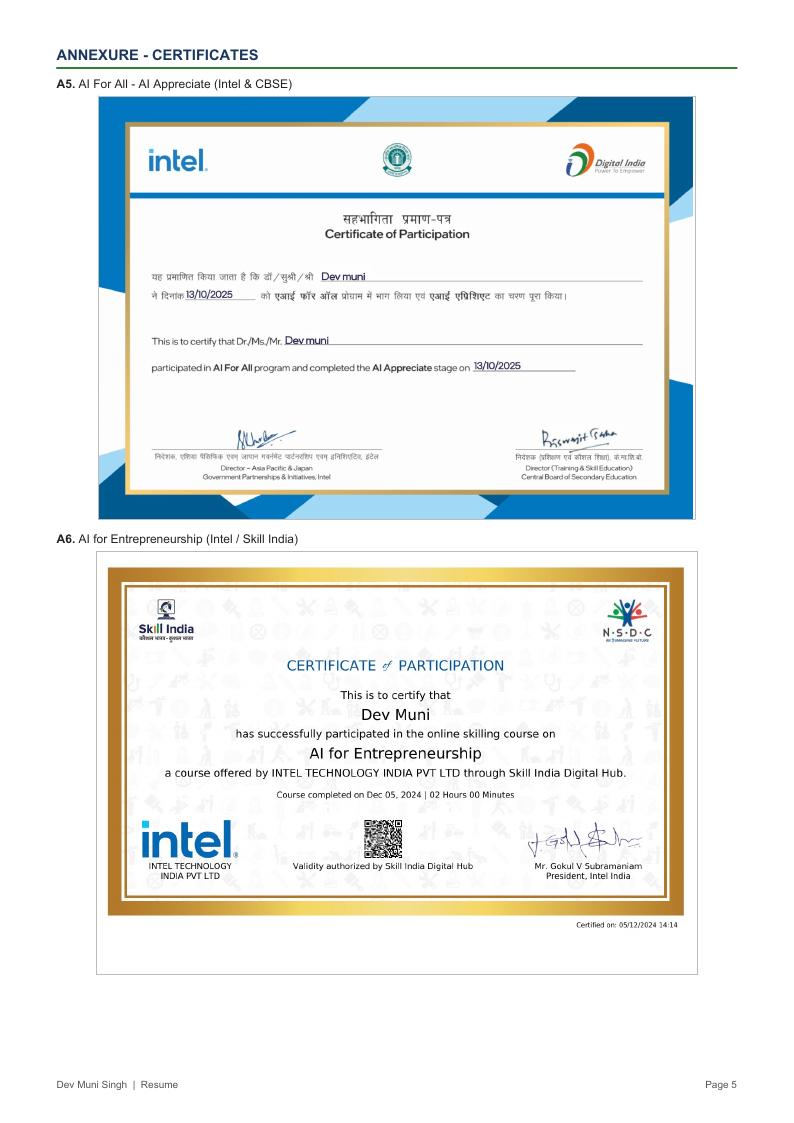 ANNEXURE - CERTIFICATES
A5. AI For All - AI Appreciate (Intel & CBSE)
intel.
Digital India
Power To Empower
सहभागिता प्रमाण-पत्र
Certificate of Participation
यह प्रमाणित किया जाता है कि डॉ/सुश्री/श्री Dev muni
ने दिनांक 13/10/2025 को एआई फॉर ऑल प्रोग्राम में भाग लिया एवं एआई एप्रिशिएट का चरण पूरा किया।
This is to certify that Dr./Ms./Mr. Dev muni
participated in AI For All program and completed the AI Appreciate stage on 13/10/2025
निदेशक, एशिया पैसिफिक एवम् जापान गवर्नमेंट पार्टनरशिप एवम् इनिशिएटिव, इंटेल
Director – Asia Pacific & Japan
Government Partnerships & Initiatives, Intel
Biswajit Saha
निदेशक (प्रशिक्षण एवं कौशल शिक्षा), के.मा.शि.बो.
Director (Training & Skill Education)
Central Board of Secondary Education
A6. AI for Entrepreneurship (Intel / Skill India)
Skill India
कौशल भारत-कुशल भारत
N·S·D·C
RE-IMAGINE FUTURE
CERTIFICATE of PARTICIPATION
This is to certify that
Dev Muni
has successfully participated in the online skilling course on
AI for Entrepreneurship
a course offered by INTEL TECHNOLOGY INDIA PVT LTD through Skill India Digital Hub.
Course completed on Dec 05, 2024 | 02 Hours 00 Minutes
intel®
INTEL TECHNOLOGY
INDIA PVT LTD
Validity authorized by Skill India Digital Hub
Mr. Gokul V Subramaniam
President, Intel India
Certified on: 05/12/2024 14:14
Dev Muni Singh | Resume
Page 5